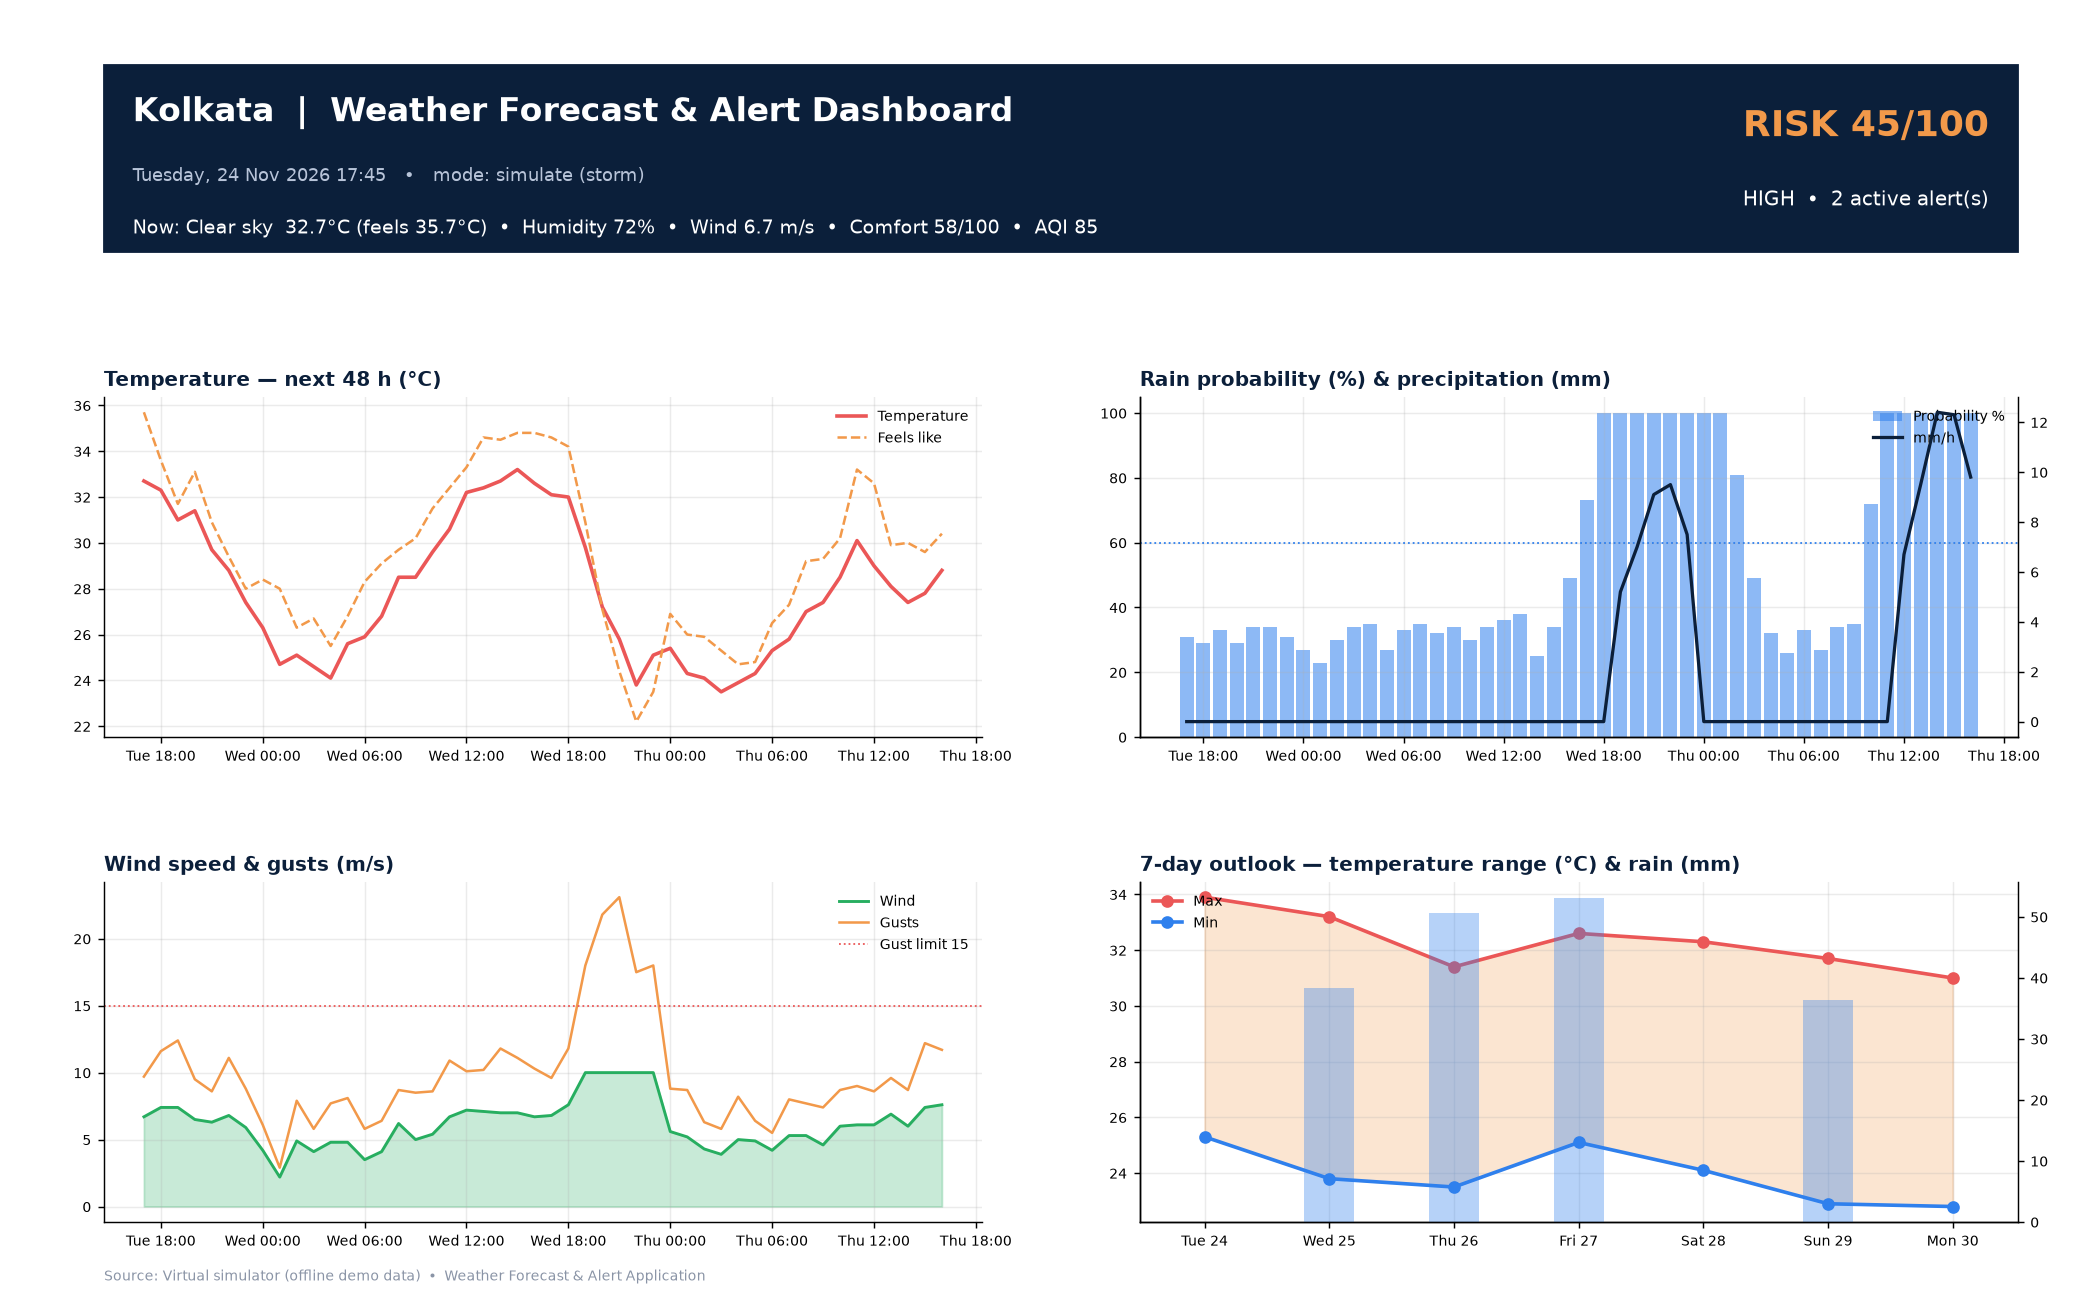 Kolkata | Weather Forecast & Alert Dashboard
RISK 45/100
Tuesday, 24 Nov 2026 17:45 • mode: simulate (storm)
HIGH • 2 active alert(s)
Now: Clear sky 32.7°C (feels 35.7°C) • Humidity 72% • Wind 6.7 m/s • Comfort 58/100 • AQI 85
Temperature — next 48 h (°C)
36
34
32
30
28
26
24
22
Temperature
Feels like
Tue 18:00 Wed 00:00 Wed 06:00 Wed 12:00 Wed 18:00 Thu 00:00 Thu 06:00 Thu 12:00 Thu 18:00
Rain probability (%) & precipitation (mm)
100
80
60
40
20
0
Probability %
mm/h
12
10
8
6
4
2
0
Tue 18:00 Wed 00:00 Wed 06:00 Wed 12:00 Wed 18:00 Thu 00:00 Thu 06:00 Thu 12:00 Thu 18:00
Wind speed & gusts (m/s)
20
15
10
5
0
Wind
Gusts
Gust limit 15
Tue 18:00 Wed 00:00 Wed 06:00 Wed 12:00 Wed 18:00 Thu 00:00 Thu 06:00 Thu 12:00 Thu 18:00
7-day outlook — temperature range (°C) & rain (mm)
34
32
30
28
26
24
Max
Min
50
40
30
20
10
0
Tue 24 Wed 25 Thu 26 Fri 27 Sat 28 Sun 29 Mon 30
Source: Virtual simulator (offline demo data) • Weather Forecast & Alert Application